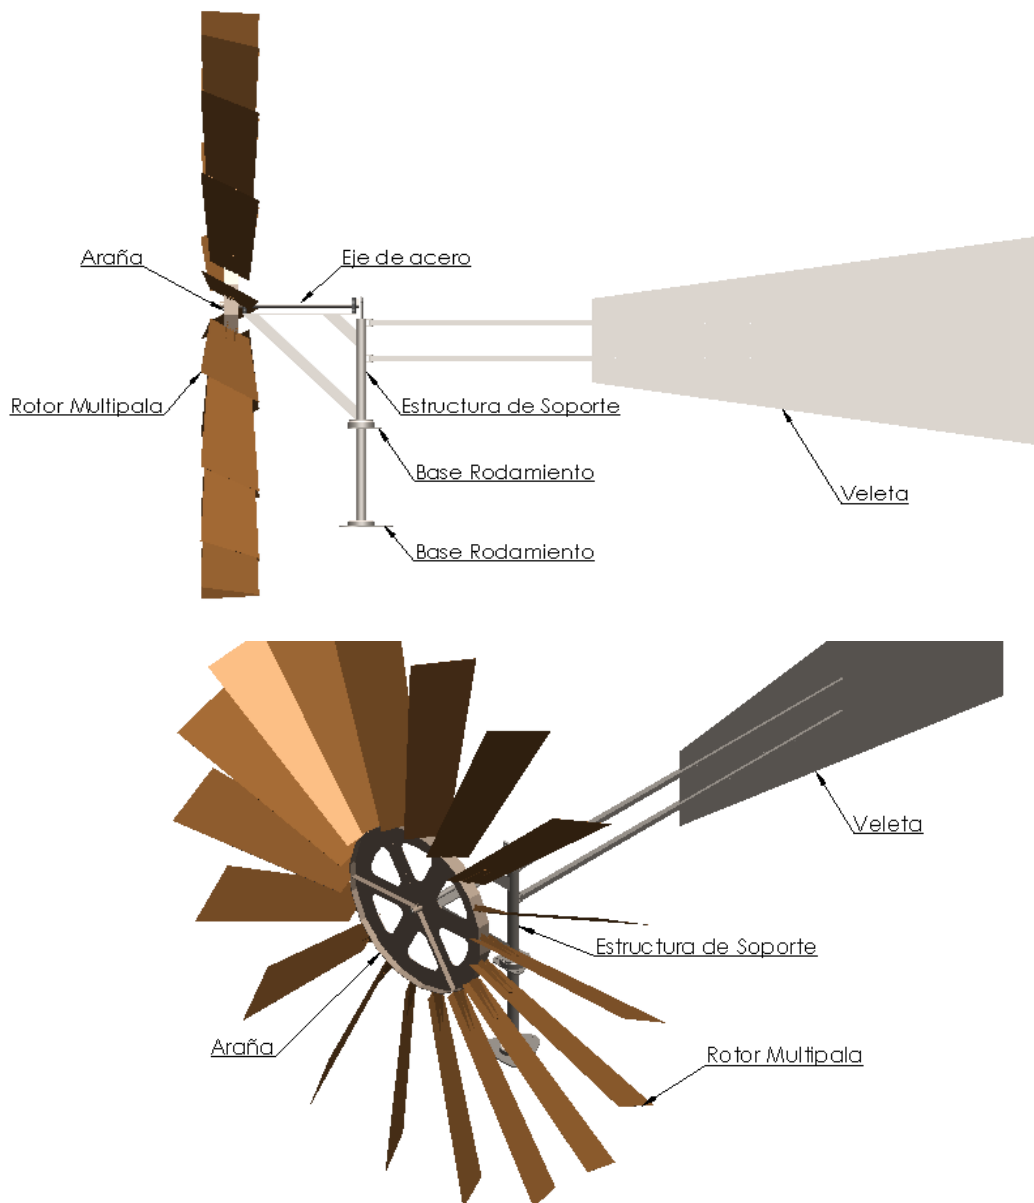 Araña
Eje de acero
Rotor Multipala
Estructura de Soporte
Base Rodamiento
Veleta
Base Rodamiento
Veleta
Estructura de Soporte
Araña
Rotor Multipala